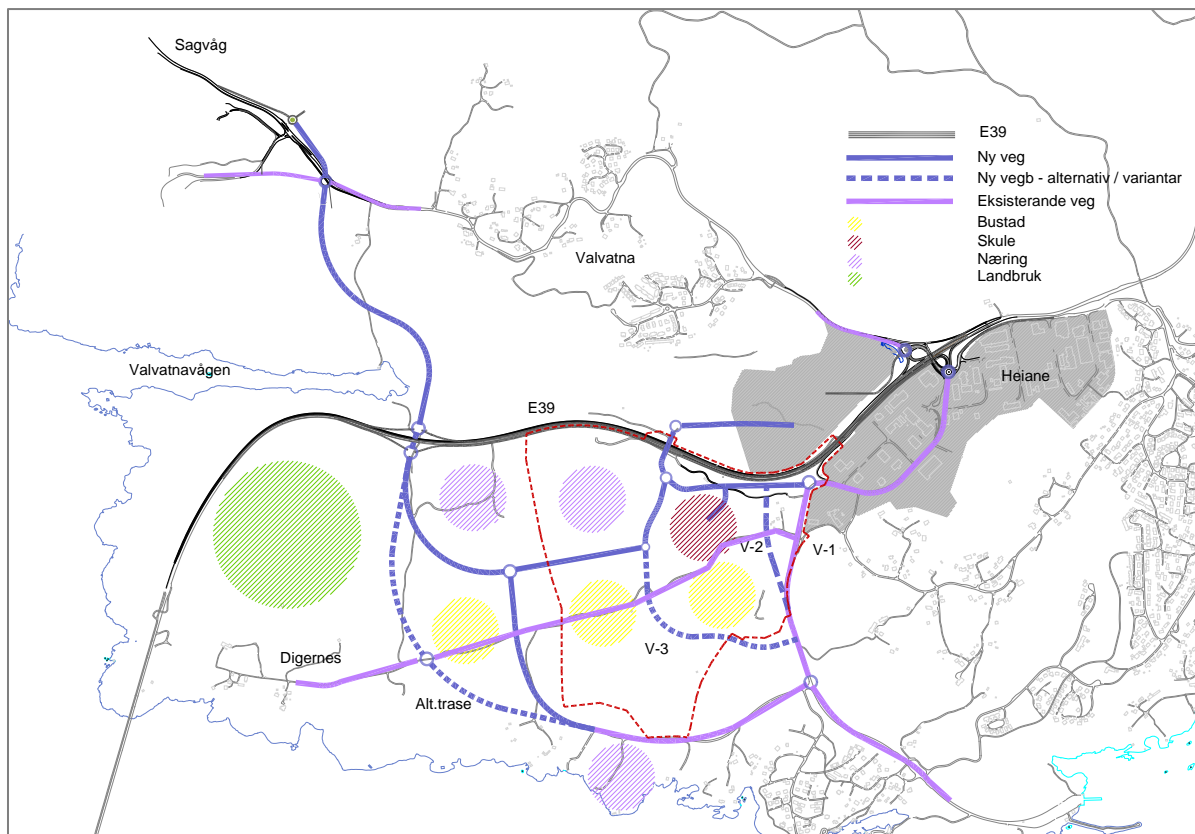 Sagvåg
E39
Ny veg
Ny vegb - alternativ / variantar
Eksisterande veg
Bustad
Skule
Næring
Landbruk
Valvatna
Valvatnavågen
Heiane
E39
V-2
V-1
V-3
Digernes
Alt.trase